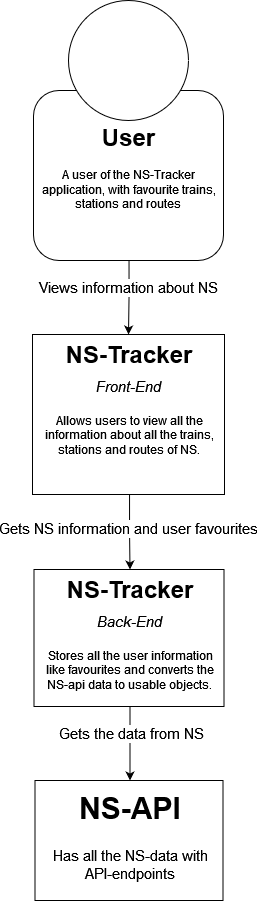 User
A user of the NS-Tracker
application, with favourite trains,
stations and routes
Views information about NS
NS-Tracker
Front-End
Allows users to view all the
information about all the trains,
stations and routes of NS.
Gets NS information and user favourites
NS-Tracker
Back-End
Stores all the user information
like favourites and converts the
NS-api data to usable objects.
Gets the data from NS
NS-API
Has all the NS-data with
API-endpoints